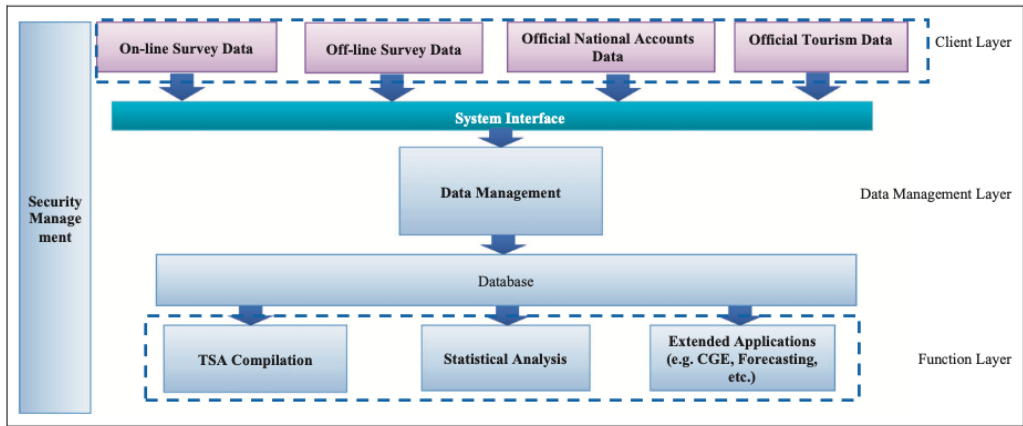 On-line Survey Data
Off-line Survey Data
Official National Accounts
Data
Official Tourism Data
Client Layer
System Interface
Security
Manage
ment
Data Management
Data Management Layer
Database
TSA Compilation
Statistical Analysis
Extended Applications
(e.g. CGE, Forecasting,
etc.)
Function Layer